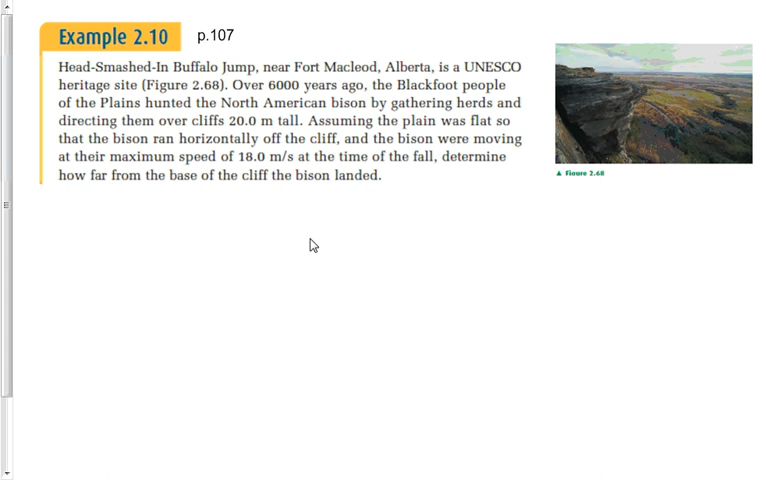 Example 2.10 p.107
Head-Smashed-In Buffalo Jump, near Fort Macleod, Alberta, is a UNESCO
heritage site (Figure 2.68). Over 6000 years ago, the Blackfoot people
of the Plains hunted the North American bison by gathering herds and
directing them over cliffs 20.0 m tall. Assuming the plain was flat so
that the bison ran horizontally off the cliff, and the bison were moving
at their maximum speed of 18.0 m/s at the time of the fall, determine
how far from the base of the cliff the bison landed.
▲ Figure 2.68